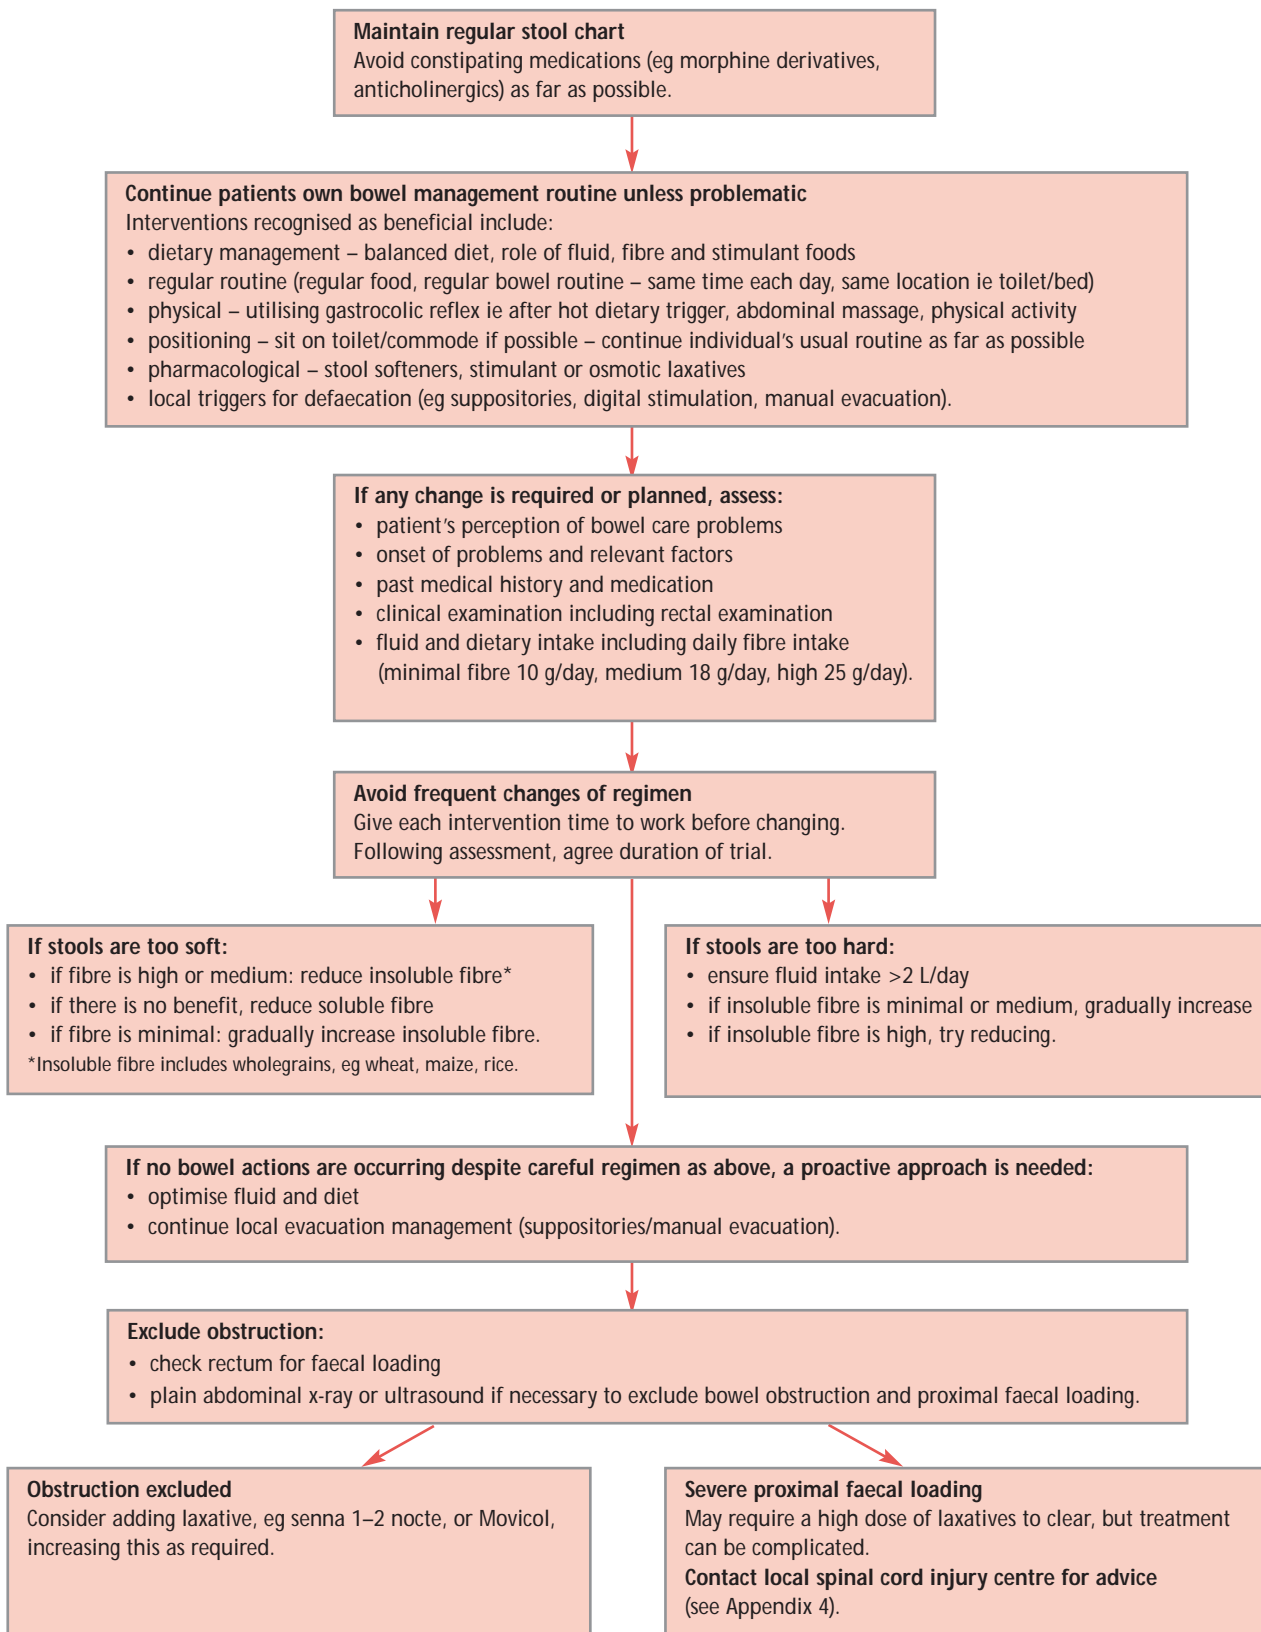 Maintain regular stool chart
Avoid constipating medications (eg morphine derivatives,
anticholinergics) as far as possible.
Continue patients own bowel management routine unless problematic
Interventions recognised as beneficial include:
• dietary management – balanced diet, role of fluid, fibre and stimulant foods
• regular routine (regular food, regular bowel routine – same time each day, same location ie toilet/bed)
• physical – utilising gastrocolic reflex ie after hot dietary trigger, abdominal massage, physical activity
• positioning – sit on toilet/commode if possible – continue individual's usual routine as far as possible
• pharmacological – stool softeners, stimulant or osmotic laxatives
• local triggers for defaecation (eg suppositories, digital stimulation, manual evacuation).
If any change is required or planned, assess:
• patient's perception of bowel care problems
• onset of problems and relevant factors
• past medical history and medication
• clinical examination including rectal examination
• fluid and dietary intake including daily fibre intake
(minimal fibre 10 g/day, medium 18 g/day, high 25 g/day).
Avoid frequent changes of regimen
Give each intervention time to work before changing.
Following assessment, agree duration of trial.
If stools are too soft:
• if fibre is high or medium: reduce insoluble fibre*
• if there is no benefit, reduce soluble fibre
• if fibre is minimal: gradually increase insoluble fibre.
*Insoluble fibre includes wholegrains, eg wheat, maize, rice.
If stools are too hard:
• ensure fluid intake >2 L/day
• if insoluble fibre is minimal or medium, gradually increase
• if insoluble fibre is high, try reducing.
If no bowel actions are occurring despite careful regimen as above, a proactive approach is needed:
• optimise fluid and diet
• continue local evacuation management (suppositories/manual evacuation).
Exclude obstruction:
• check rectum for faecal loading
• plain abdominal x-ray or ultrasound if necessary to exclude bowel obstruction and proximal faecal loading.
Obstruction excluded
Consider adding laxative, eg senna 1–2 nocte, or Movicol,
increasing this as required.
Severe proximal faecal loading
May require a high dose of laxatives to clear, but treatment
can be complicated.
Contact local spinal cord injury centre for advice
(see Appendix 4).